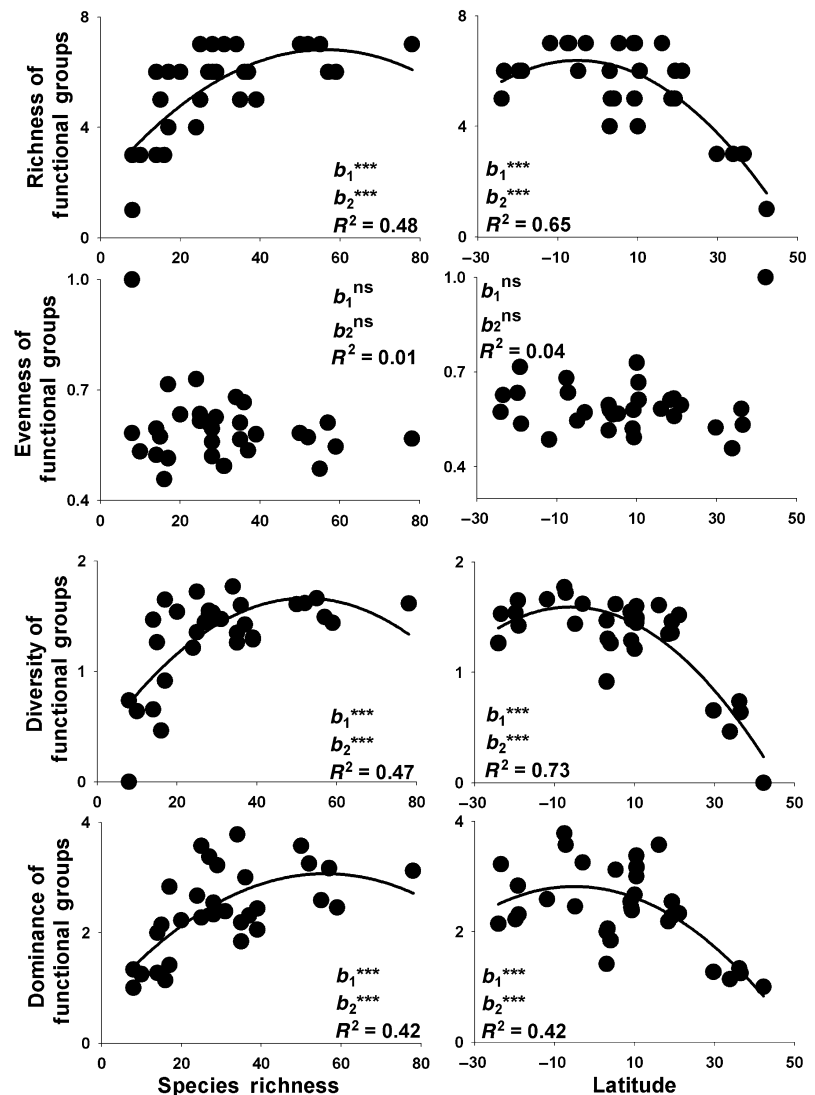 Richness of
functional groups
8
4
0
b₁***
b₂***
R² = 0.48
0 20 40 60 80
b₁***
b₂***
R² = 0.65
8
4
0
–30 –10 10 30 50
Evenness of
functional groups
1.0
0.7
0.4
b₁ⁿˢ
b₂ⁿˢ
R² = 0.01
0 20 40 60 80
1.0
0.7
0.4
b₁ⁿˢ
b₂ⁿˢ
R² = 0.04
–30 –10 10 30 50
Diversity of
functional groups
2
1
0
b₁***
b₂***
R² = 0.47
0 20 40 60 80
2
1
0
b₁***
b₂***
R² = 0.73
–30 –10 10 30 50
Dominance of
functional groups
4
2
0
b₁***
b₂***
R² = 0.42
0 20 40 60 80
Species richness
4
2
0
b₁***
b₂***
R² = 0.42
–30 –10 10 30 50
Latitude